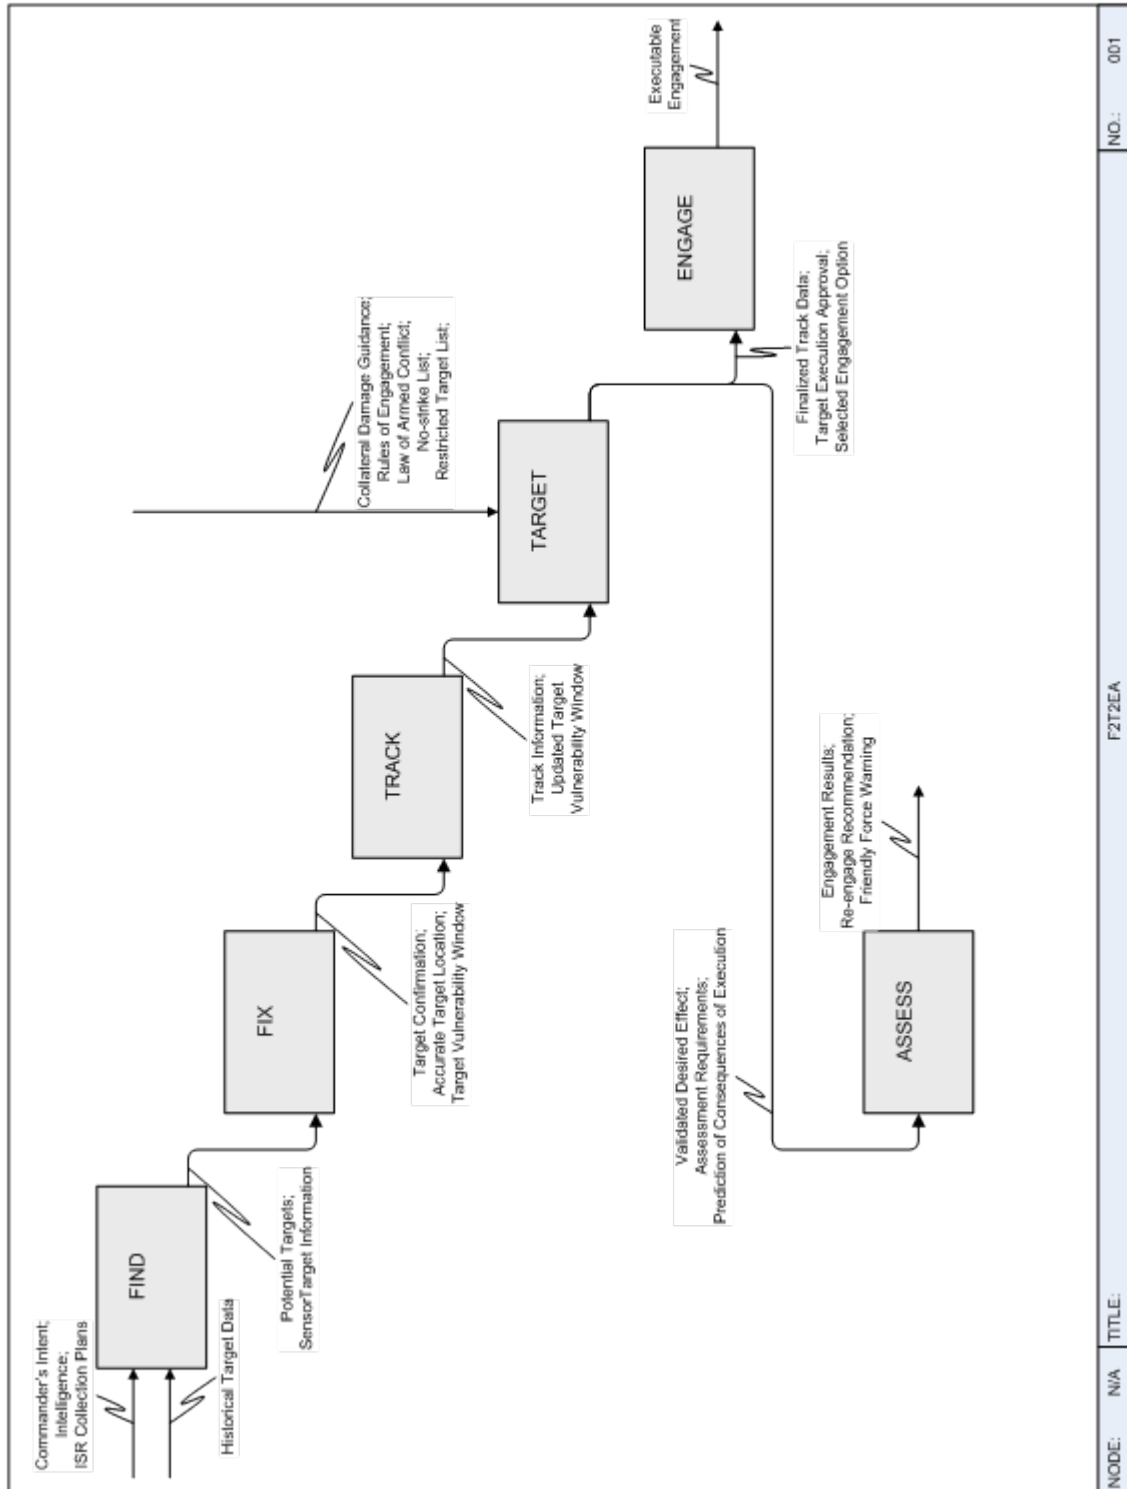 Commander's Intent;
Intelligence;
ISR Collection Plans
Historical Target Data
FIND
Potential Targets;
SensorTarget Information
FIX
Target Confirmation;
Accurate Target Location;
Target Vulnerability Window
TRACK
Track Information;
Updated Target
Vulnerability Window
Collateral Damage Guidance;
Rules of Engagement;
Law of Armed Conflict;
No-strike List;
Restricted Target List;
TARGET
Finalized Track Data;
Target Execution Approval;
Selected Engagement Option
ENGAGE
Executable
Engagement
Validated Desired Effect;
Assessment Requirements;
Prediction of Consequences of Execution
ASSESS
Engagement Results;
Re-engage Recommendation;
Friendly Force Warning
NODE: N/A TITLE: F2T2EA NO.: 001